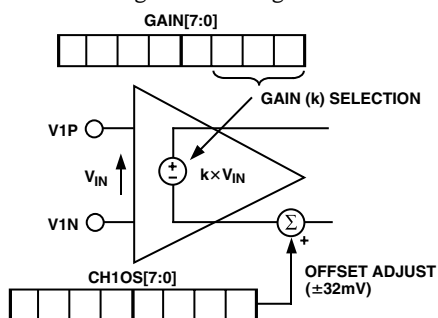 GAIN[7:0]
GAIN (k) SELECTION
V1P
VIN
+
−
k×VIN
V1N
Σ
+
CH1OS[7:0]
OFFSET ADJUST
(±32mV)